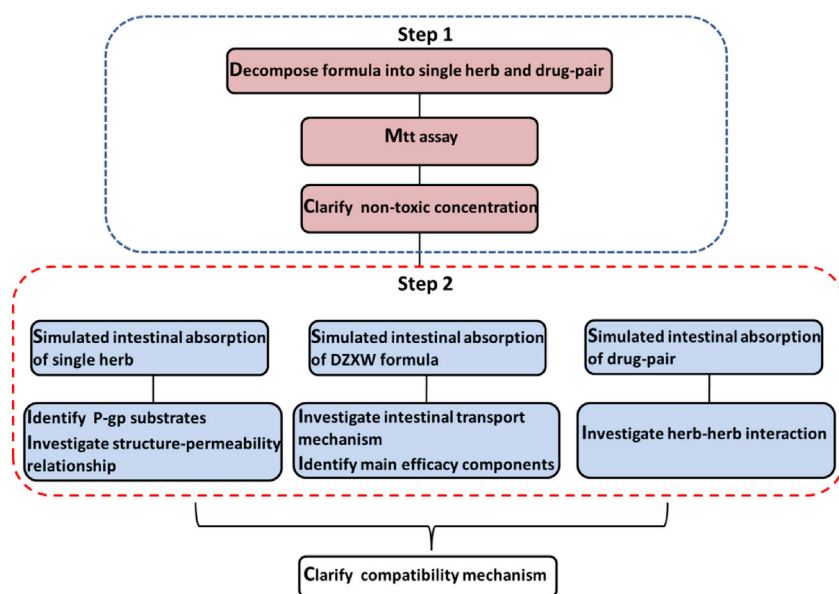 Step 1
Decompose formula into single herb and drug-pair
Mtt assay
Clarify non-toxic concentration
Step 2
Simulated intestinal absorption
of single herb
Simulated intestinal absorption
of DZXW formula
Simulated intestinal absorption
of drug-pair
Identify P-gp substrates
Investigate structure-permeability
relationship
Investigate intestinal transport
mechanism
Identify main efficacy components
Investigate herb-herb interaction
Clarify compatibility mechanism